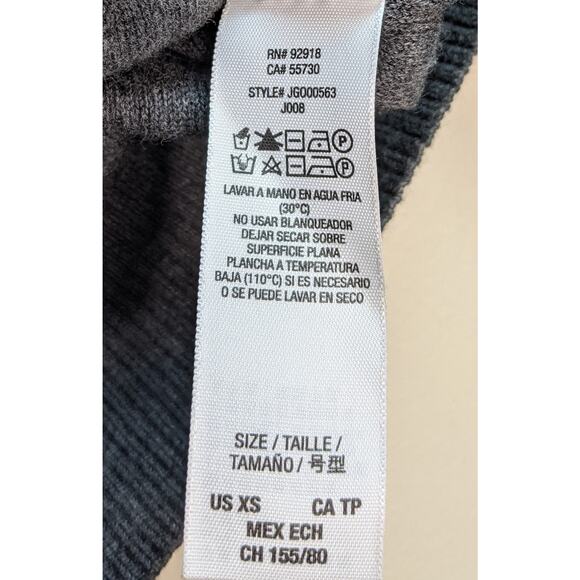 RN# 92918
CA# 55730
STYLE# JG000563
J008
P
P
LAVAR A MANO EN AGUA FRIA
(30°C)
NO USAR BLANQUEADOR
DEJAR SECAR SOBRE
SUPERFICIE PLANA
PLANCHA A TEMPERATURA
BAJA (110°C) SI ES NECESARIO
O SE PUEDE LAVAR EN SECO
SIZE / TAILLE /
TAMAÑO / 号型
US XS CA TP
MEX ECH
CH 155/80